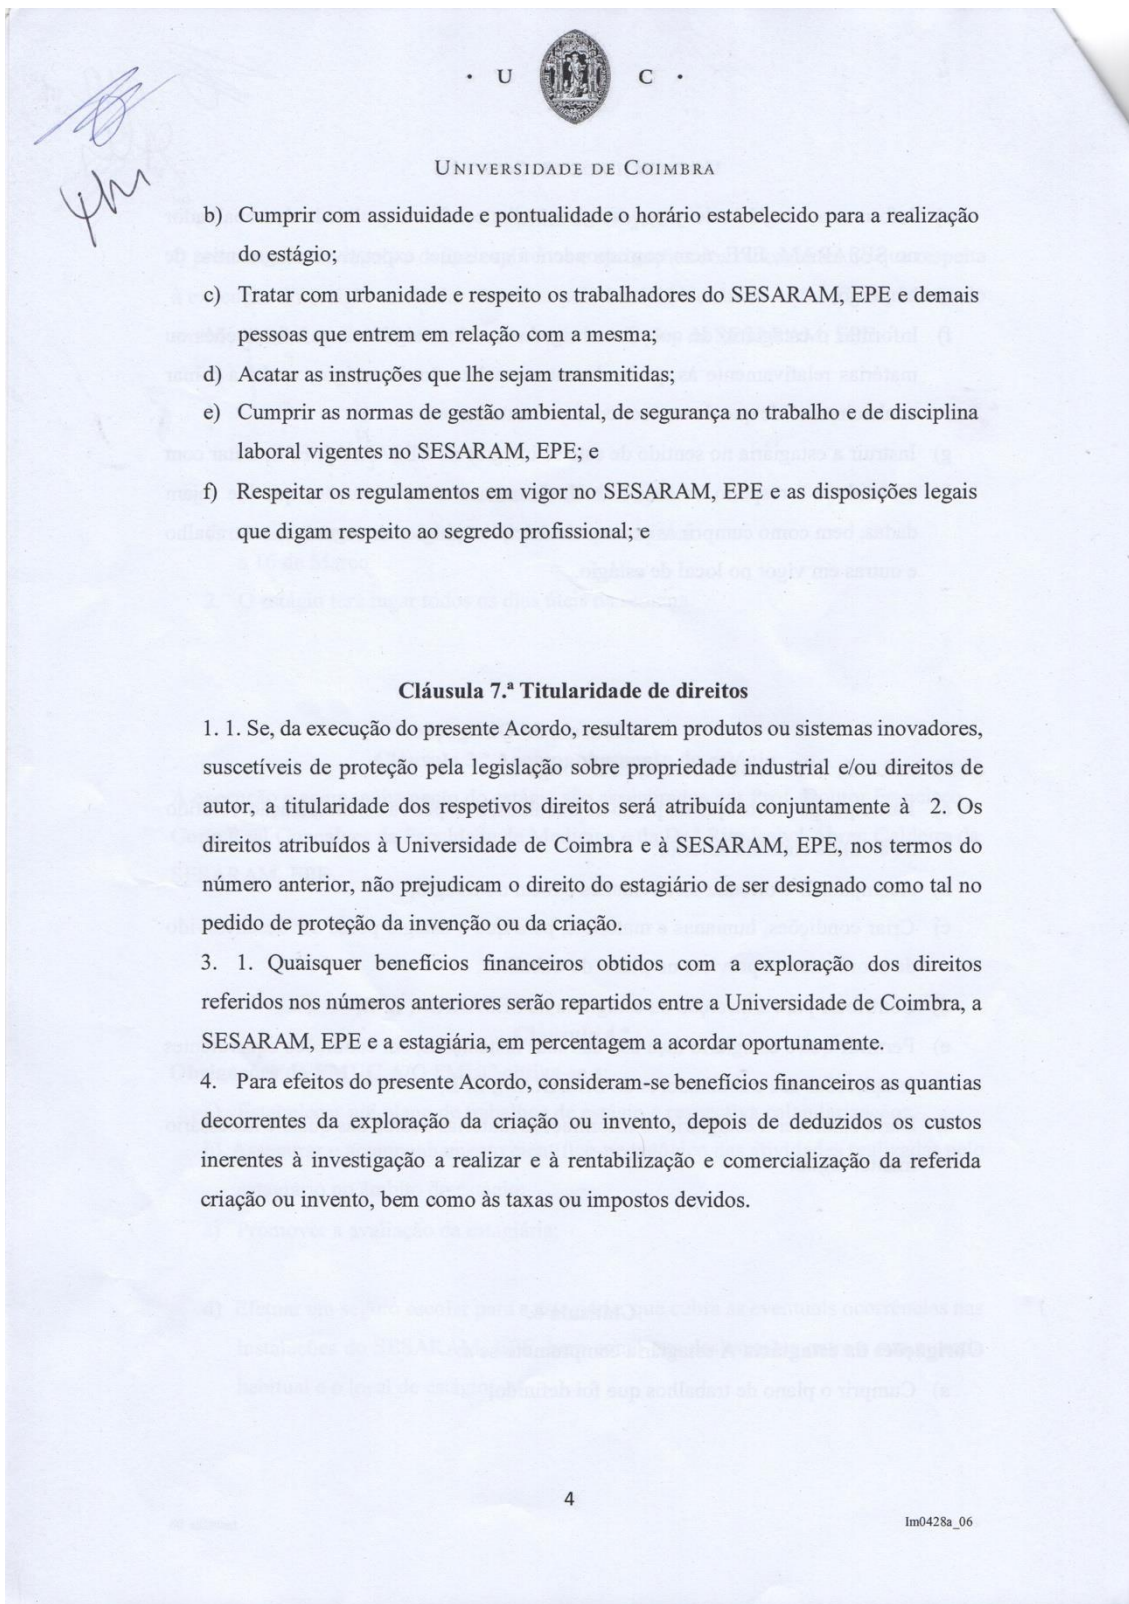 · U C ·
UNIVERSIDADE DE COIMBRA
b) Cumprir com assiduidade e pontualidade o horário estabelecido para a realização
do estágio;
c) Tratar com urbanidade e respeito os trabalhadores do SESARAM, EPE e demais
pessoas que entrem em relação com a mesma;
d) Acatar as instruções que lhe sejam transmitidas;
e) Cumprir as normas de gestão ambiental, de segurança no trabalho e de disciplina
laboral vigentes no SESARAM, EPE; e
f) Respeitar os regulamentos em vigor no SESARAM, EPE e as disposições legais
que digam respeito ao segredo profissional; e
Cláusula 7.ª Titularidade de direitos
1. 1. Se, da execução do presente Acordo, resultarem produtos ou sistemas inovadores,
suscetíveis de proteção pela legislação sobre propriedade industrial e/ou direitos de
autor, a titularidade dos respetivos direitos será atribuída conjuntamente à 2. Os
direitos atribuídos à Universidade de Coimbra e à SESARAM, EPE, nos termos do
número anterior, não prejudicam o direito do estagiário de ser designado como tal no
pedido de proteção da invenção ou da criação.
3. 1. Quaisquer benefícios financeiros obtidos com a exploração dos direitos
referidos nos números anteriores serão repartidos entre a Universidade de Coimbra, a
SESARAM, EPE e a estagiária, em percentagem a acordar oportunamente.
4. Para efeitos do presente Acordo, consideram-se benefícios financeiros as quantias
decorrentes da exploração da criação ou invento, depois de deduzidos os custos
inerentes à investigação a realizar e à rentabilização e comercialização da referida
criação ou invento, bem como às taxas ou impostos devidos.
4
Im0428a_06